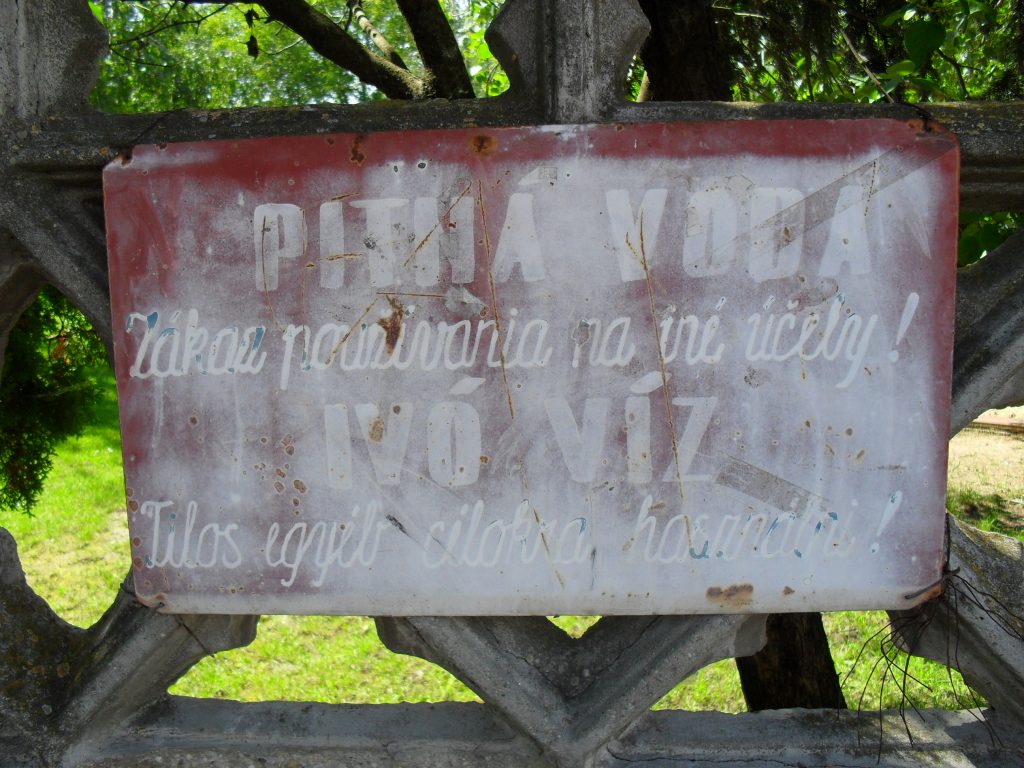 PITNÁ VODA
Zákaz používania na iné účely!
IVÓ VÍZ
Tilos egyéb célokra használni!